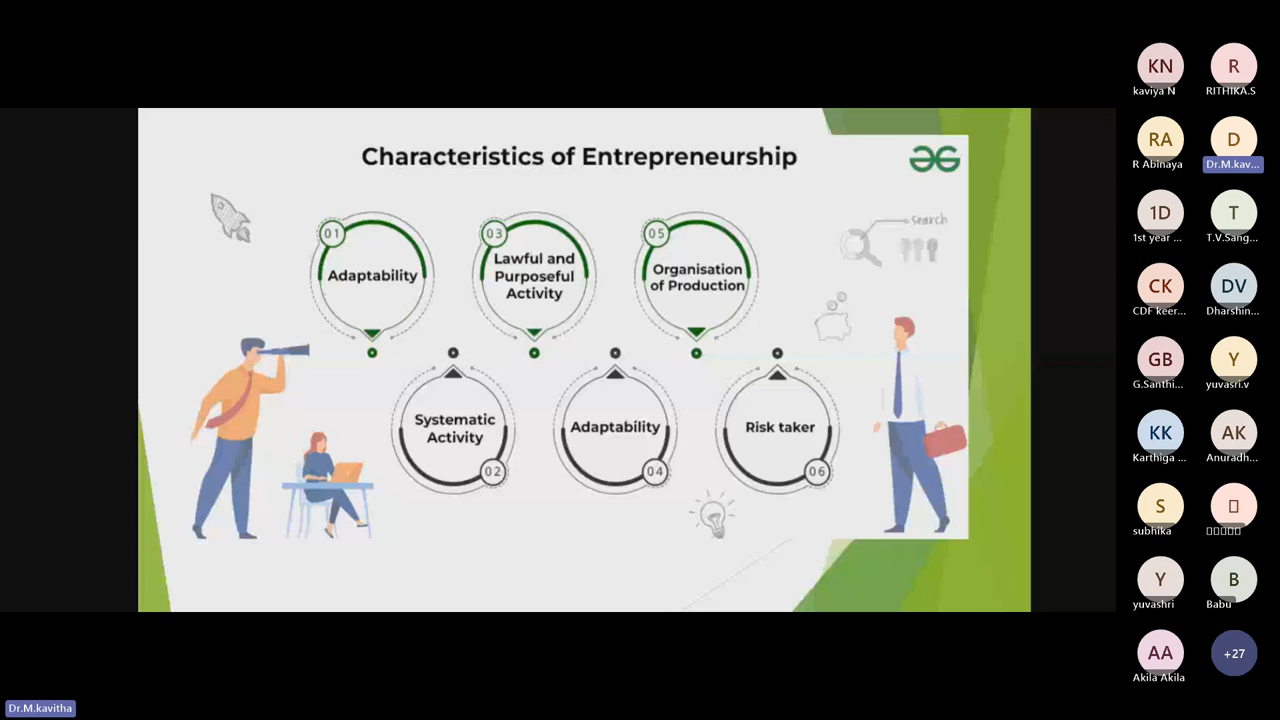 Characteristics of Entrepreneurship
search
01
Adaptability
03
Lawful and
Purposeful
Activity
05
Organisation
of Production
Systematic
Activity
02
Adaptability
04
Risk taker
06
KN
kaviya N
R
RITHIKA.S
RA
R Abinaya
D
Dr.M.kav...
1D
1st year ...
T
T.V.Sang...
CK
CDF keer...
DV
Dharshin...
GB
G.Santhi...
Y
yuvasri.v
KK
Karthiga ...
AK
Anuradh...
S
subhika
Y
yuvashri
B
Babu
AA
Akila Akila
+27
Dr.M.kavitha